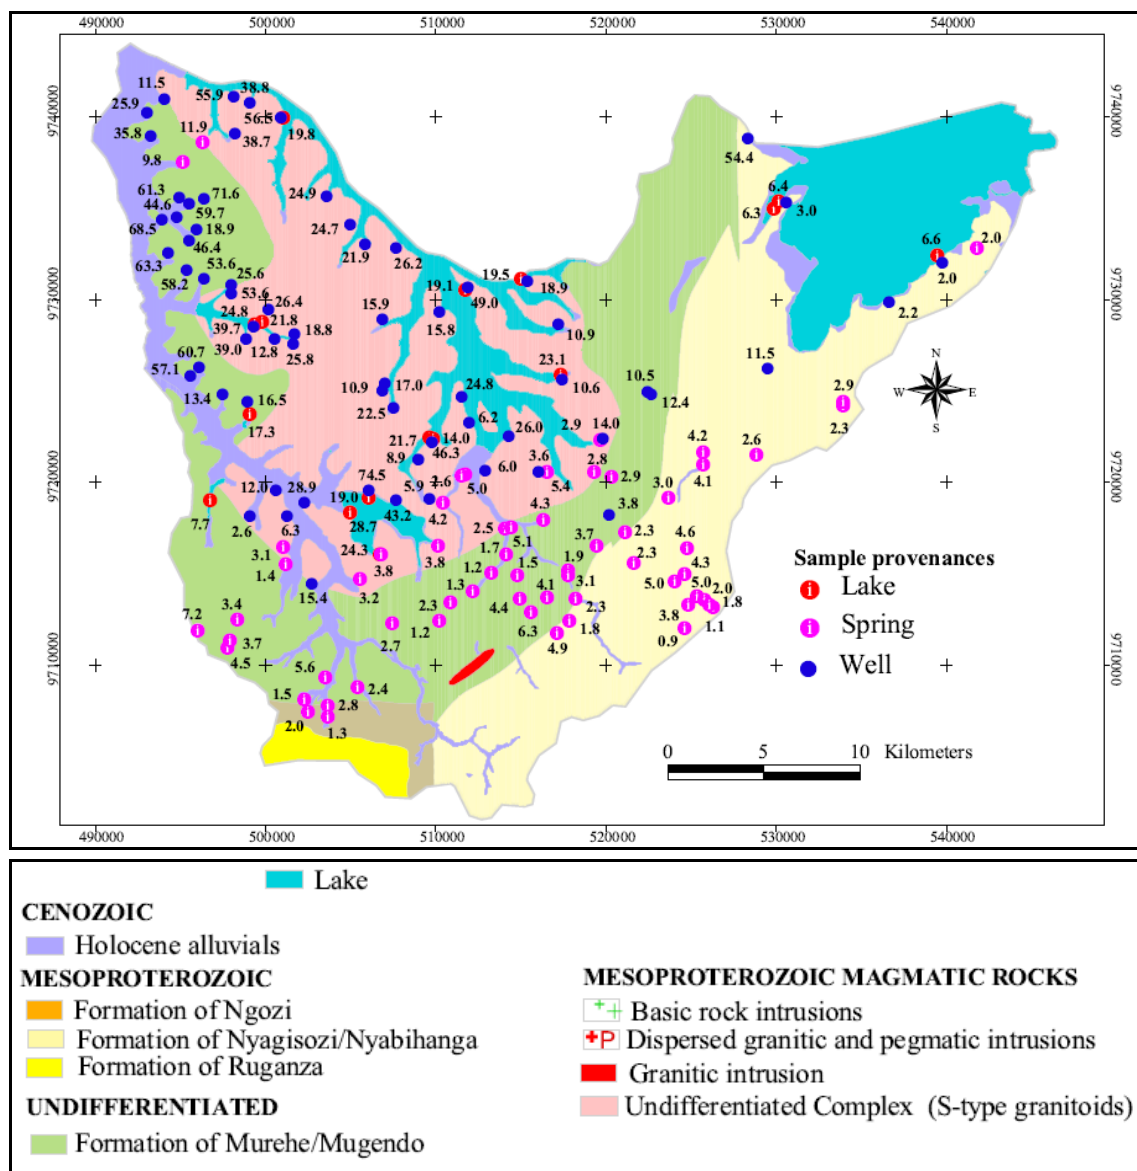 490000 500000 510000 520000 530000 540000
9740000 9740000
11.5 55.9 38.8
25.9 56.5
35.8 11.9 38.7 19.8
9.8 54.4
61.3 71.6 24.9 6.4
44.6 59.7 6.3 3.0
68.5 18.9 24.7
46.4 21.9 26.2 6.6 2.0
63.3 53.6
58.2 25.6 19.5 2.0
53.6 19.1 18.9
9730000 9730000
24.8 26.4 49.0 2.2
39.7 21.8 15.9 15.8
39.0 12.8 18.8 10.9
25.8
60.7 23.1 11.5 N
57.1 10.9 17.0 24.8 10.6 10.5 W E
13.4 16.5 12.4 2.9 S
17.3 22.5 6.2 26.0 2.9 14.0 2.3
21.7 14.0 4.2 2.6
8.9 46.3 3.6 2.8
9720000 9720000
74.5 2.6 6.0 5.4 2.9 4.1
12.0 28.9 19.0 5.9 5.0 3.0
7.7 2.6 6.3 28.7 43.2 4.2 4.3 3.8
2.5 5.1 3.7 2.3 4.6
3.1 24.3 3.8 1.7 Sample provenances
1.4 3.8 1.2 1.5 1.9 2.3 4.3
15.4 3.2 1.3 4.1 3.1 5.0 5.0 2.0 Lake
3.4 2.3 4.4 2.3 3.8 1.8
7.2 3.7 2.7 1.2 6.3 1.8 1.1 Spring
4.5 4.9 0.9
9710000 9710000
5.6 Well
1.5 2.4
2.0 2.8
1.3
0 5 10 Kilometers
490000 500000 510000 520000 530000 540000
Lake
CENOZOIC
Holocene alluvials
MESOPROTEROZOIC
Formation of Ngozi
Formation of Nyagisozi/Nyabihanga
Formation of Ruganza
UNDIFFERENTIATED
Formation of Murehe/Mugendo
MESOPROTEROZOIC MAGMATIC ROCKS
Basic rock intrusions
+P Dispersed granitic and pegmatic intrusions
Granitic intrusion
Undifferentiated Complex (S-type granitoids)